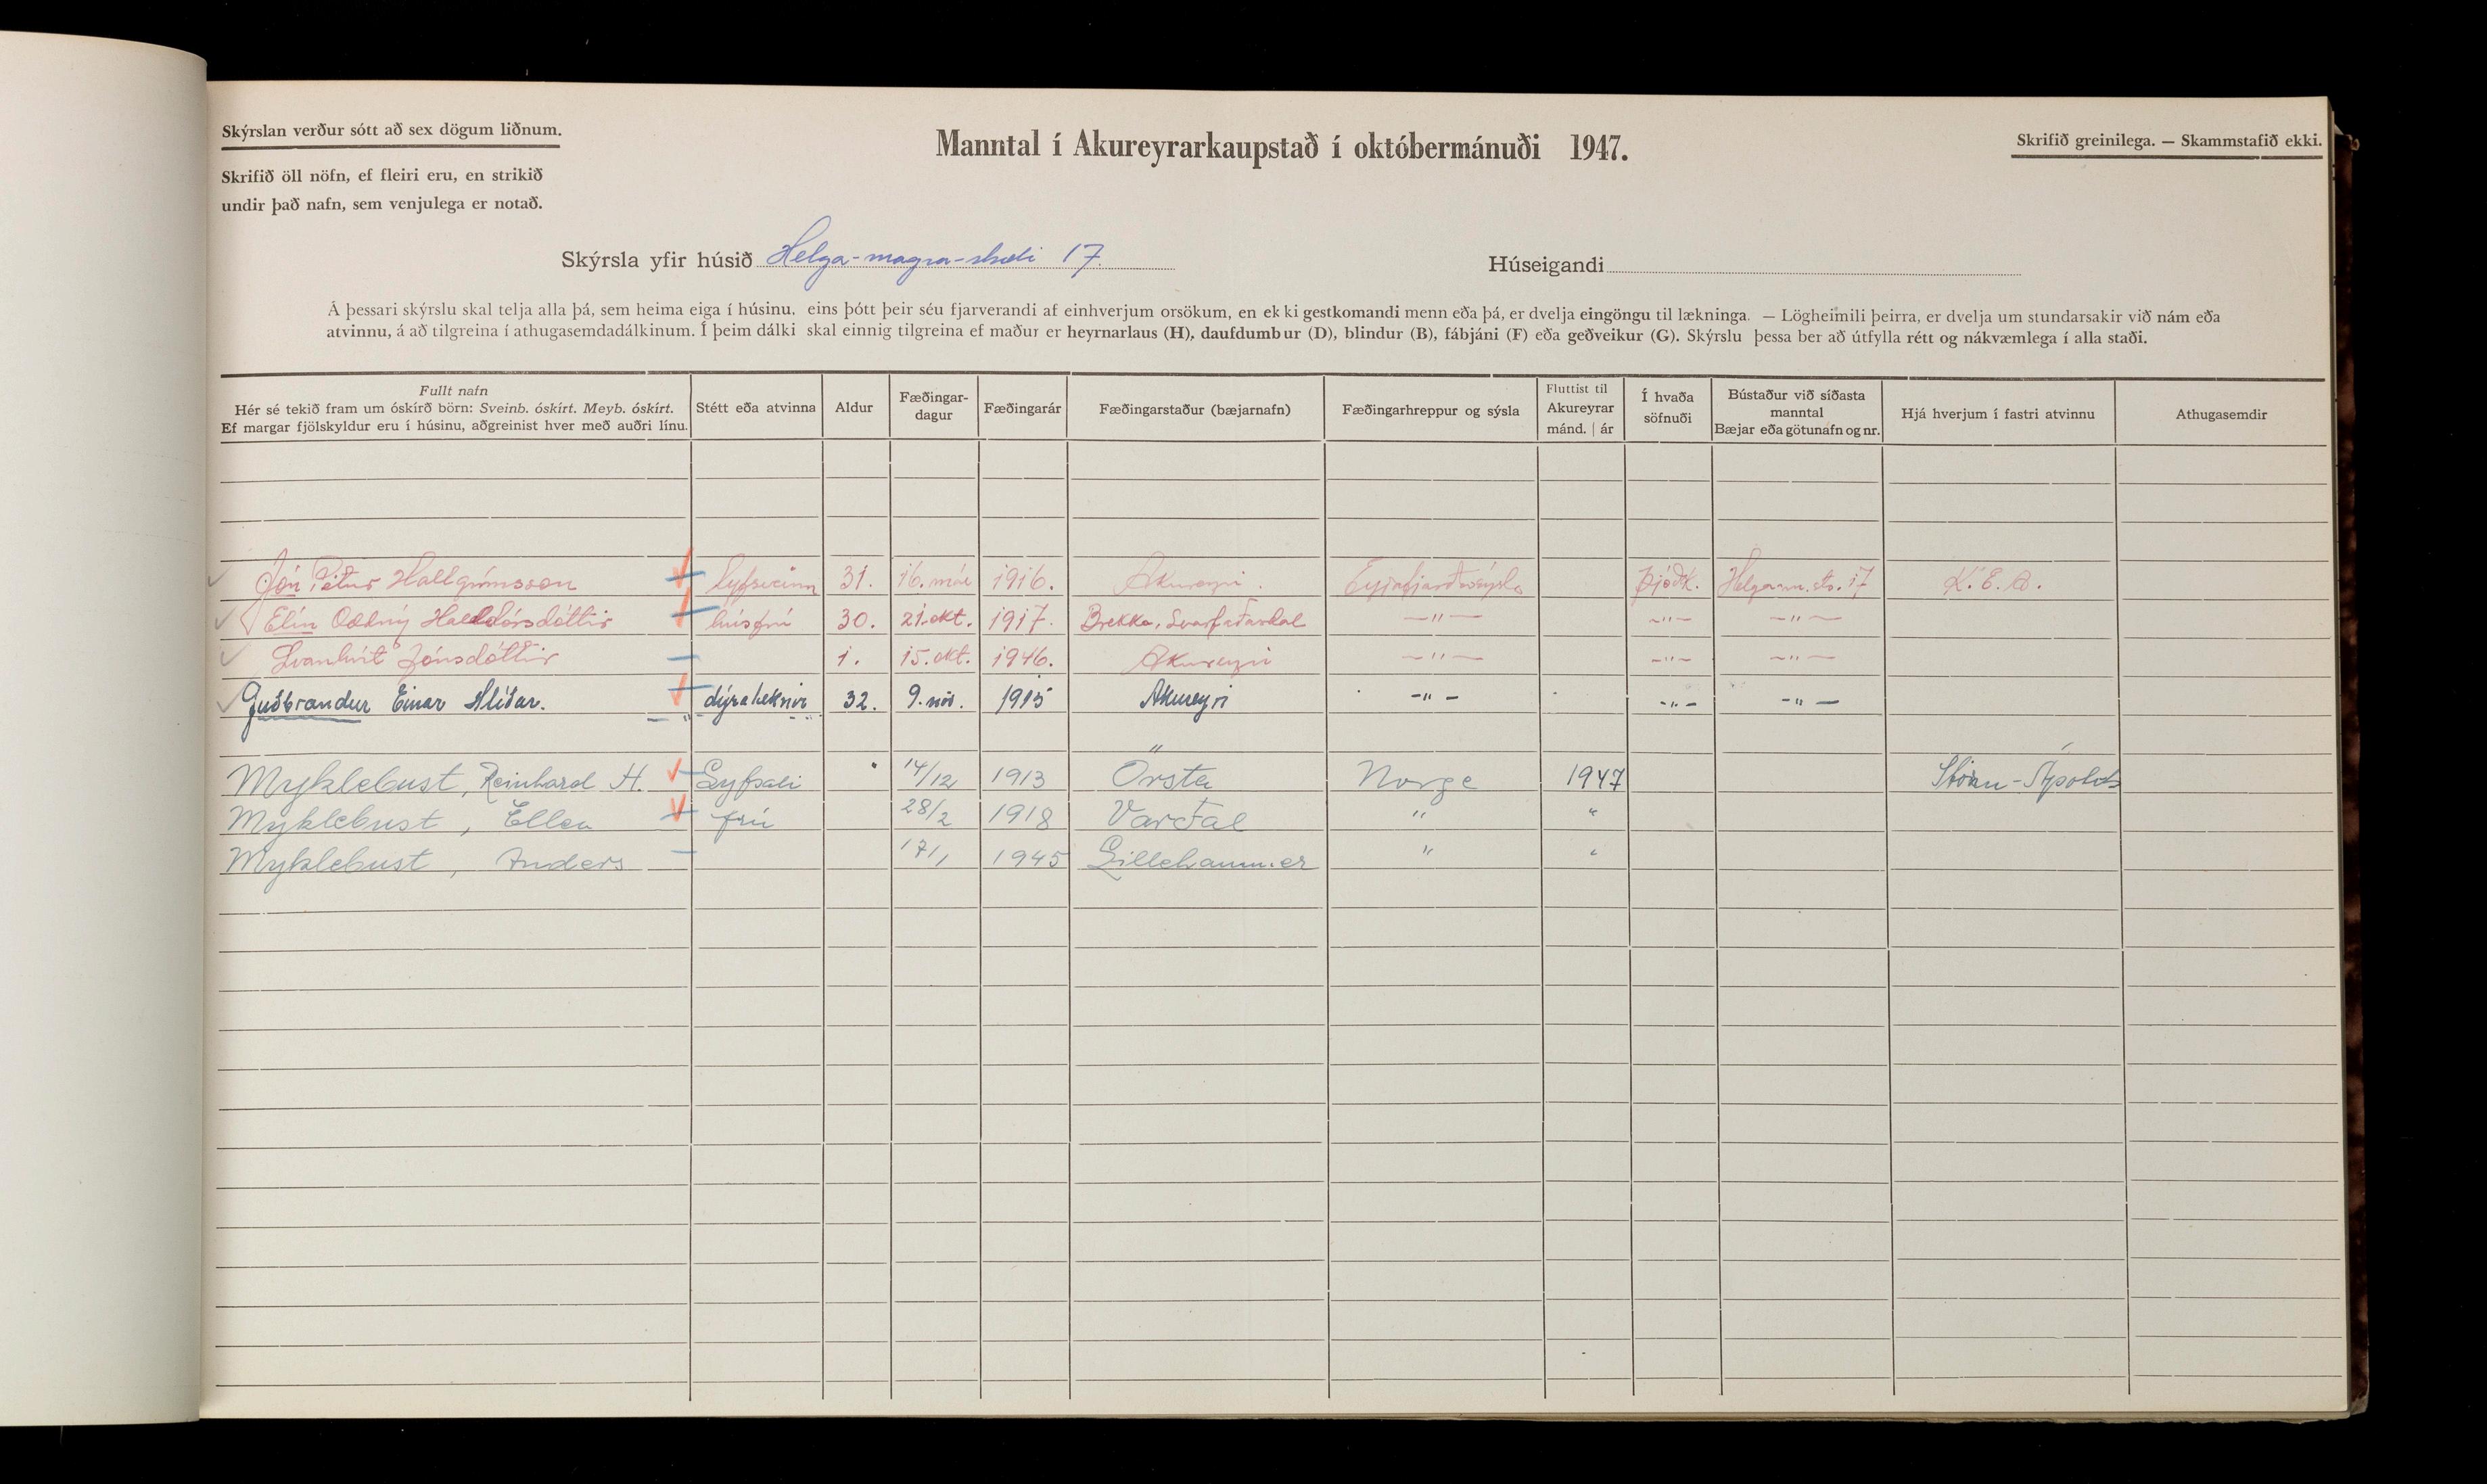 Skýrslan verður sótt að sex dögum liðnum.
Skrifið öll nöfn, ef fleiri eru, en strikið
undir það nafn, sem venjulega er notað.
Manntal í Akureyrarkaupstað í októbermánuði 1947.
Skrifið greinilega. — Skammstafið ekki.
Skýrsla yfir húsið Helga-magra-stræti 17.
Húseigandi
Á þessari skýrslu skal telja alla þá, sem heima eiga í húsinu, eins þótt þeir séu fjarverandi af einhverjum orsökum, en ekki gestkomandi menn eða þá, er dvelja eingöngu til lækninga. — Lögheimili þeirra, er dvelja um stundarsakir við nám eða
atvinnu, á að tilgreina í athugasemdadálkinum. Í þeim dálki skal einnig tilgreina ef maður er heyrnarlaus (H), daufdumbur (D), blindur (B), fábjáni (F) eða geðveikur (G). Skýrslu þessa ber að útfylla rétt og nákvæmlega í alla staði.
Fullt nafn
Hér sé tekið fram um óskírð börn: Sveinb. óskírt. Meyb. óskírt.
Ef margar fjölskyldur eru í húsinu, aðgreinist hver með auðri línu.
Stétt eða atvinna
Aldur
Fæðingar-
dagur
Fæðingarár
Fæðingarstaður (bæjarnafn)
Fæðingarhreppur og sýsla
Fluttist til
Akureyrar
mánd. | ár
Í hvaða
söfnuði
Bústaður við síðasta
manntal
Bæjar eða götunafn og nr.
Hjá hverjum í fastri atvinnu
Athugasemdir
Jón Pétur Hallgrímsson lyfsveinn 31. 16. mái 1916. Akureyri. Eyjafjarðarsýsla Þjóðk. Helgam.str. 17 K.E.A.
Elín Oddný Halldórsdóttir húsfrú 30. 21. okt. 1917. Brekka, Svarfaðardal —"— —"— —"—
Svanhvít Jónsdóttir 1. 15. okt. 1946. Akureyri —"— —"— —"—
Guðbrandur Einar Hlíðar. dýralæknir 32. 9. nóv. 1915 Akureyri —"— —"— —"—
Myklebust, Reinhard H. Lyfsali " 14/12 1913 Örsta Norge 1947
Myklebust, Ellen frú 28/2 1918 Vartdal " "
Myklebust, Anders 17/1 1945 Lillehammer " "